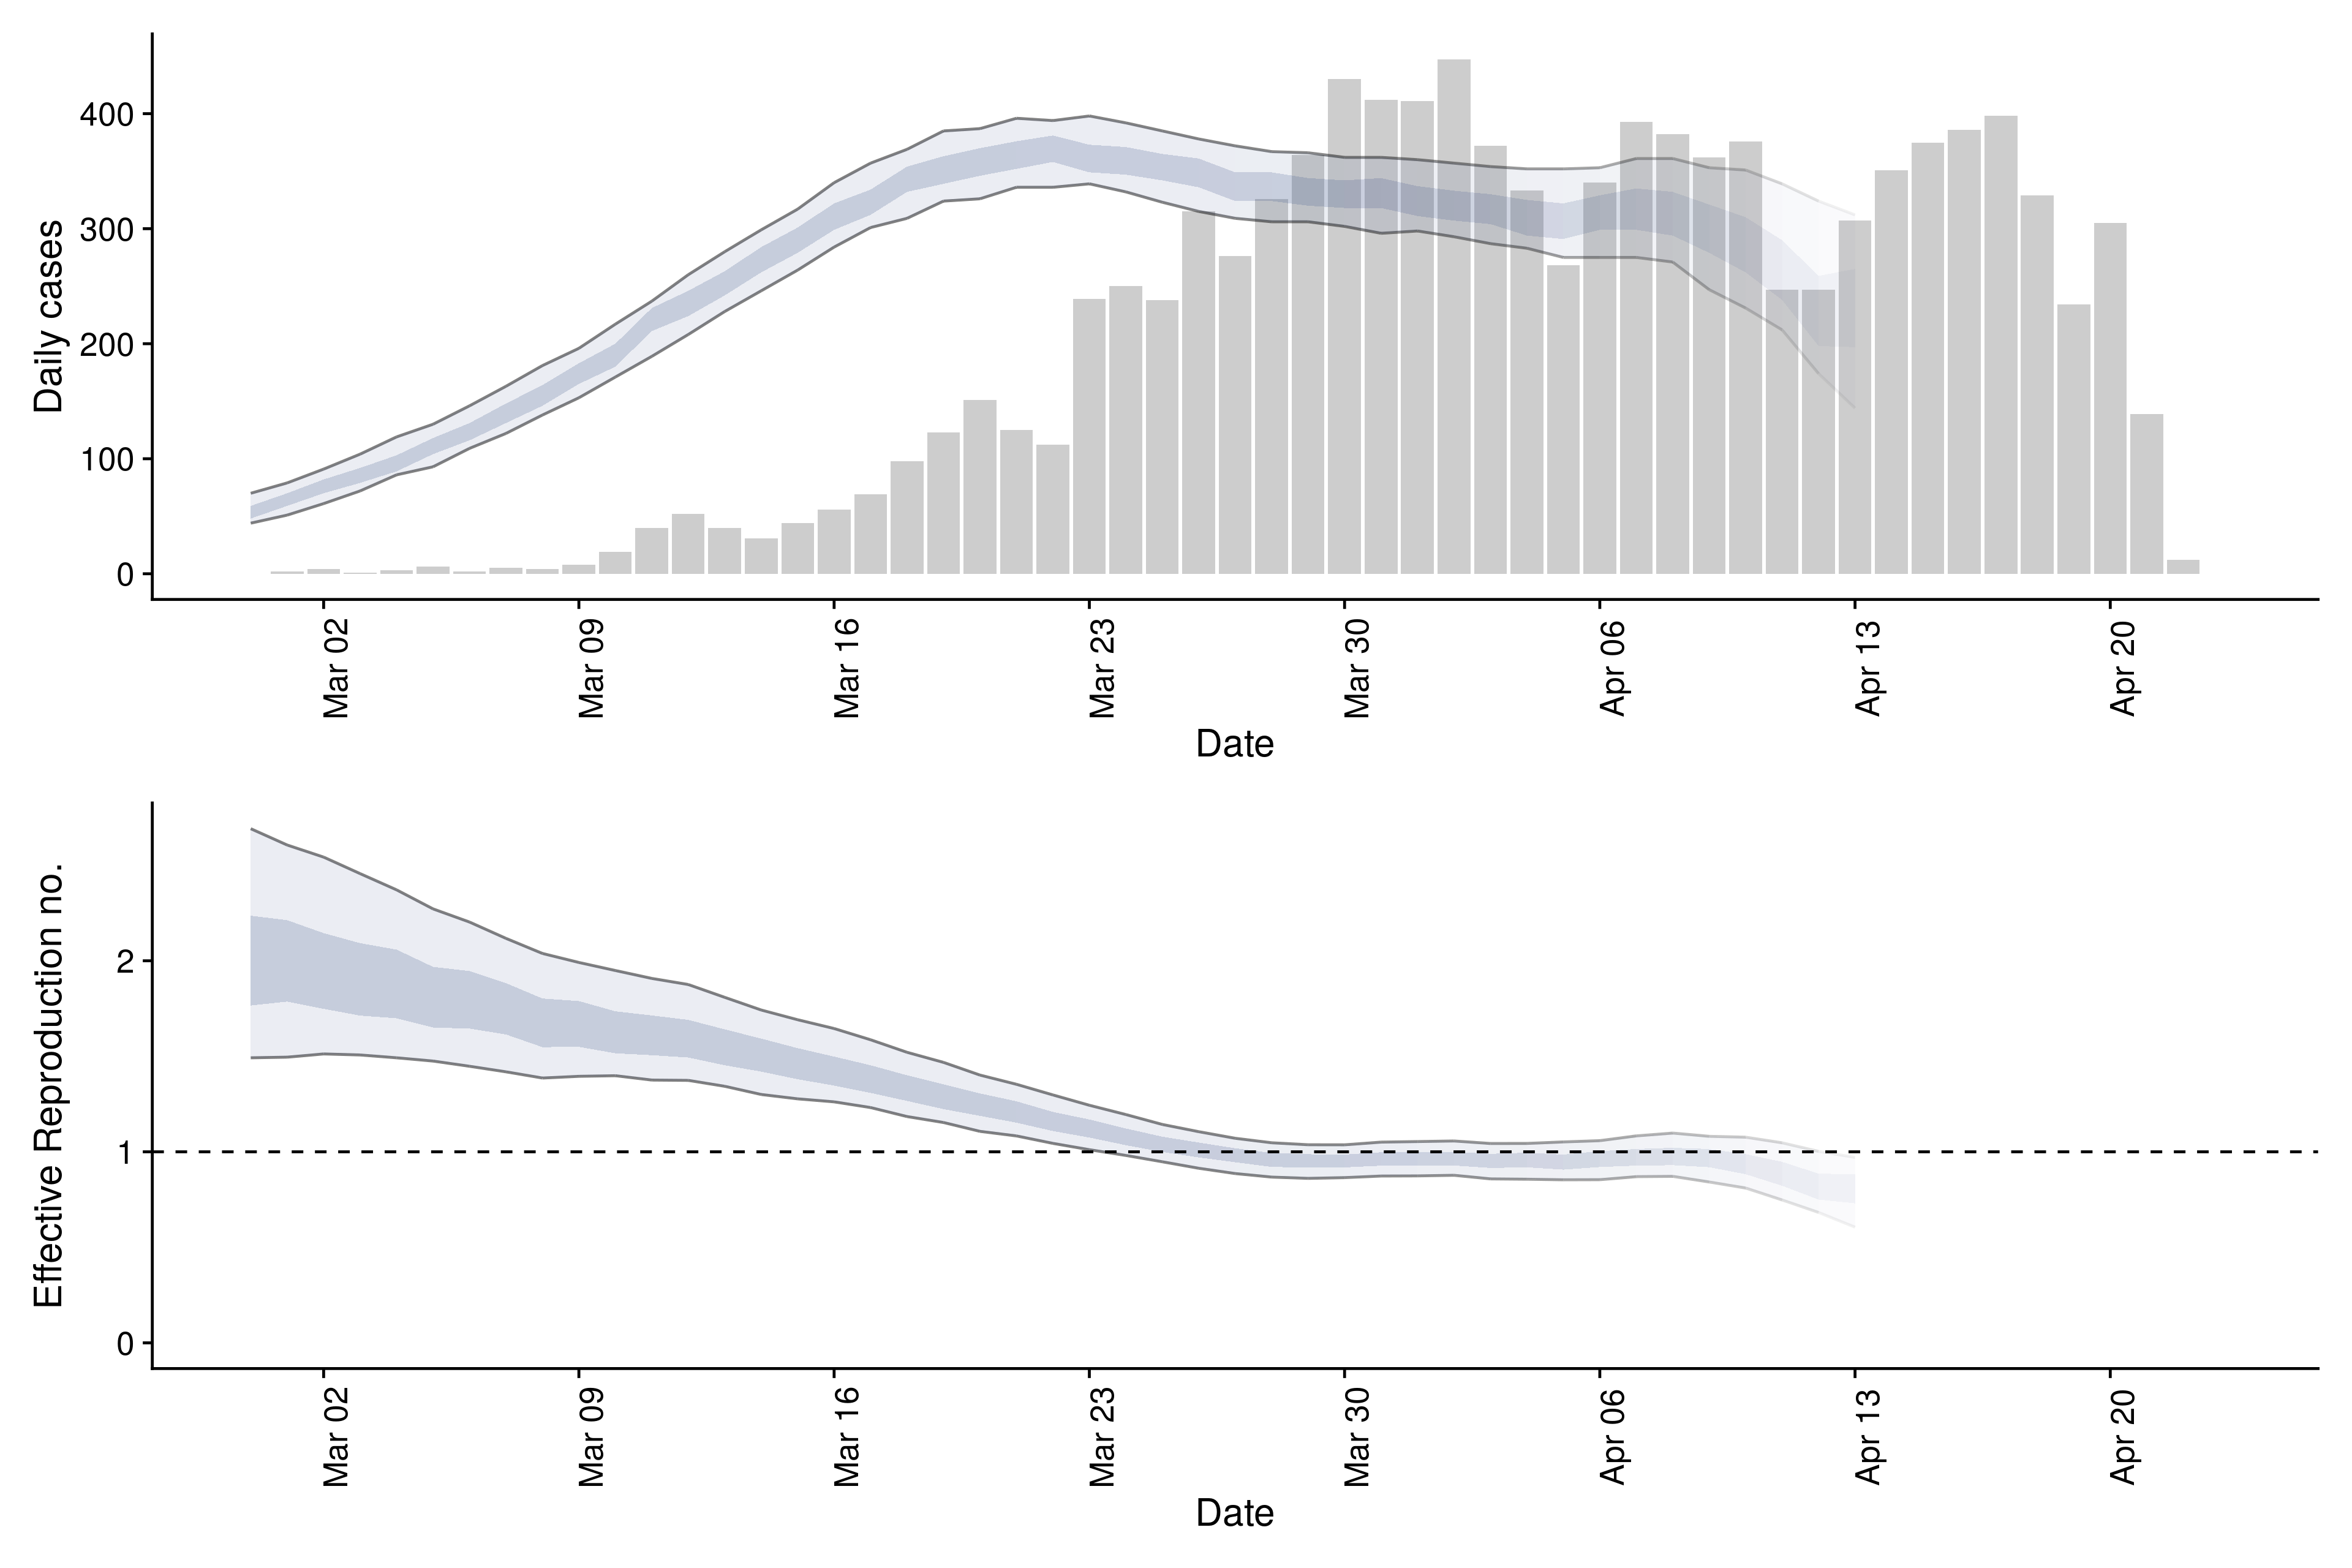 Daily cases
400
300
200
100
0
Mar 02
Mar 09
Mar 16
Mar 23
Mar 30
Apr 06
Apr 13
Apr 20
Date
Effective Reproduction no.
2
1
0
Mar 02
Mar 09
Mar 16
Mar 23
Mar 30
Apr 06
Apr 13
Apr 20
Date